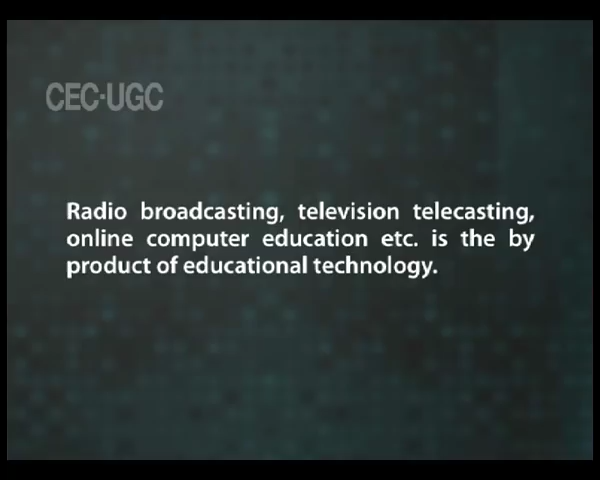 CEC-UGC
Radio broadcasting, television telecasting,
online computer education etc. is the by
product of educational technology.